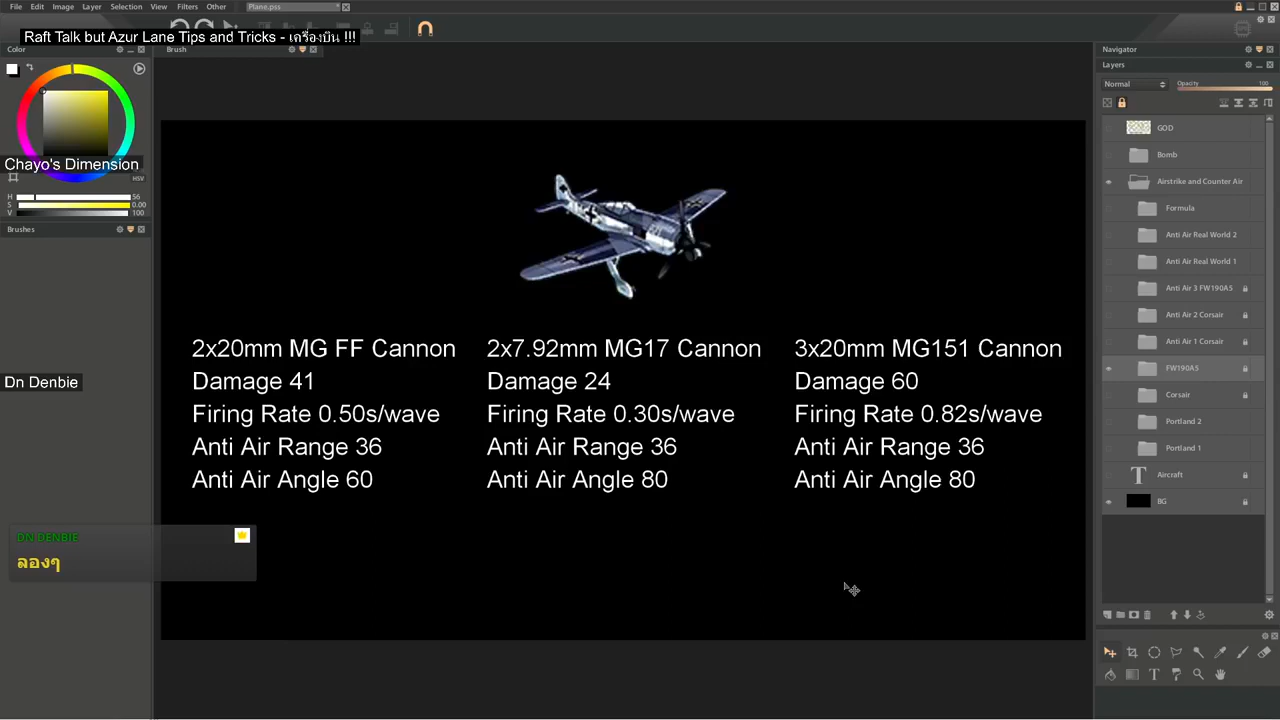 File Edit Image Layer Selection View Filters Other
Plane.pss
Raft Talk but Azur Lane Tips and Tricks - เครื่องบิน !!!
Color
Brush
Chayo's Dimension
HSV
H 56
S 0.00
V 100
Brushes
Dn Denbie
DN DENBIE
ลองๆ
2x20mm MG FF Cannon
Damage 41
Firing Rate 0.50s/wave
Anti Air Range 36
Anti Air Angle 60
2x7.92mm MG17 Cannon
Damage 24
Firing Rate 0.30s/wave
Anti Air Range 36
Anti Air Angle 80
3x20mm MG151 Cannon
Damage 60
Firing Rate 0.82s/wave
Anti Air Range 36
Anti Air Angle 80
Navigator
Layers
Normal
Opacity 100
GOD
Bomb
Airstrike and Counter Air
Formula
Anti Air Real World 2
Anti Air Real World 1
Anti Air 3 FW190A5
Anti Air 2 Corsair
Anti Air 1 Corsair
FW190A5
Corsair
Portland 2
Portland 1
Aircraft
BG